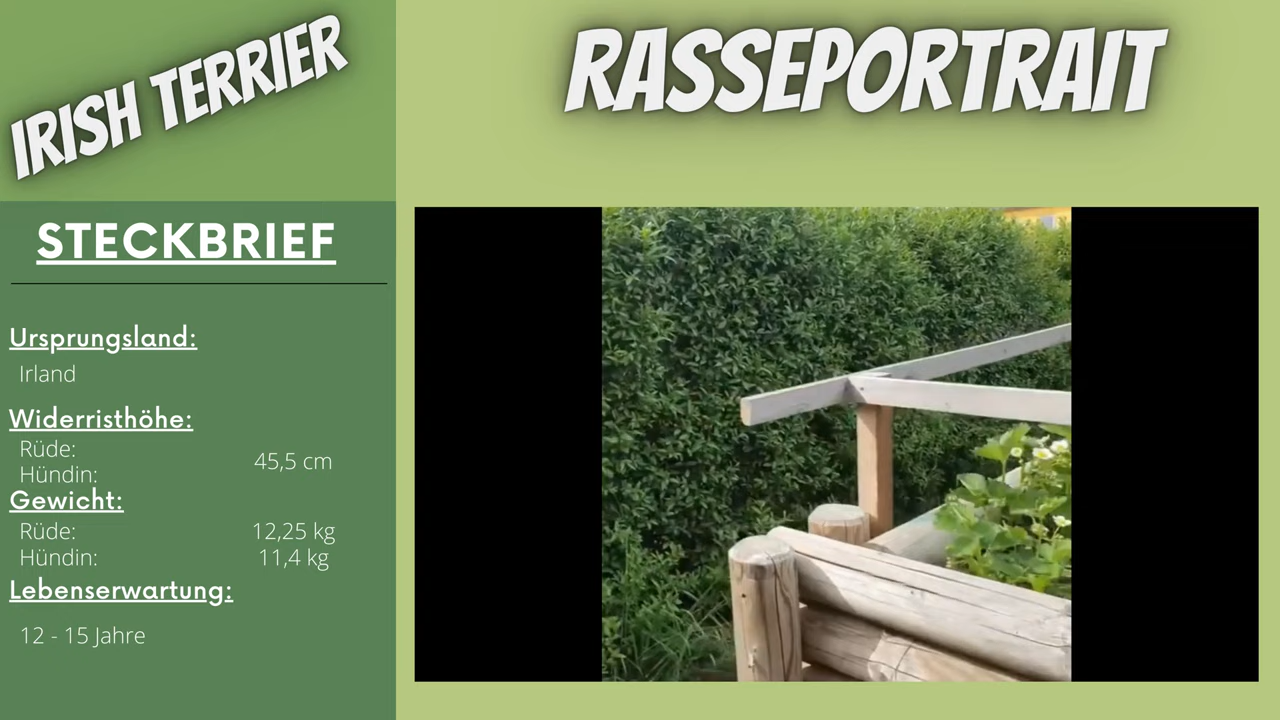 IRISH TERRIER
RASSEPORTRAIT
STECKBRIEF
Ursprungsland:
Irland
Widerristhöhe:
Rüde:
Hündin:
45,5 cm
Gewicht:
Rüde: 12,25 kg
Hündin: 11,4 kg
Lebenserwartung:
12 - 15 Jahre